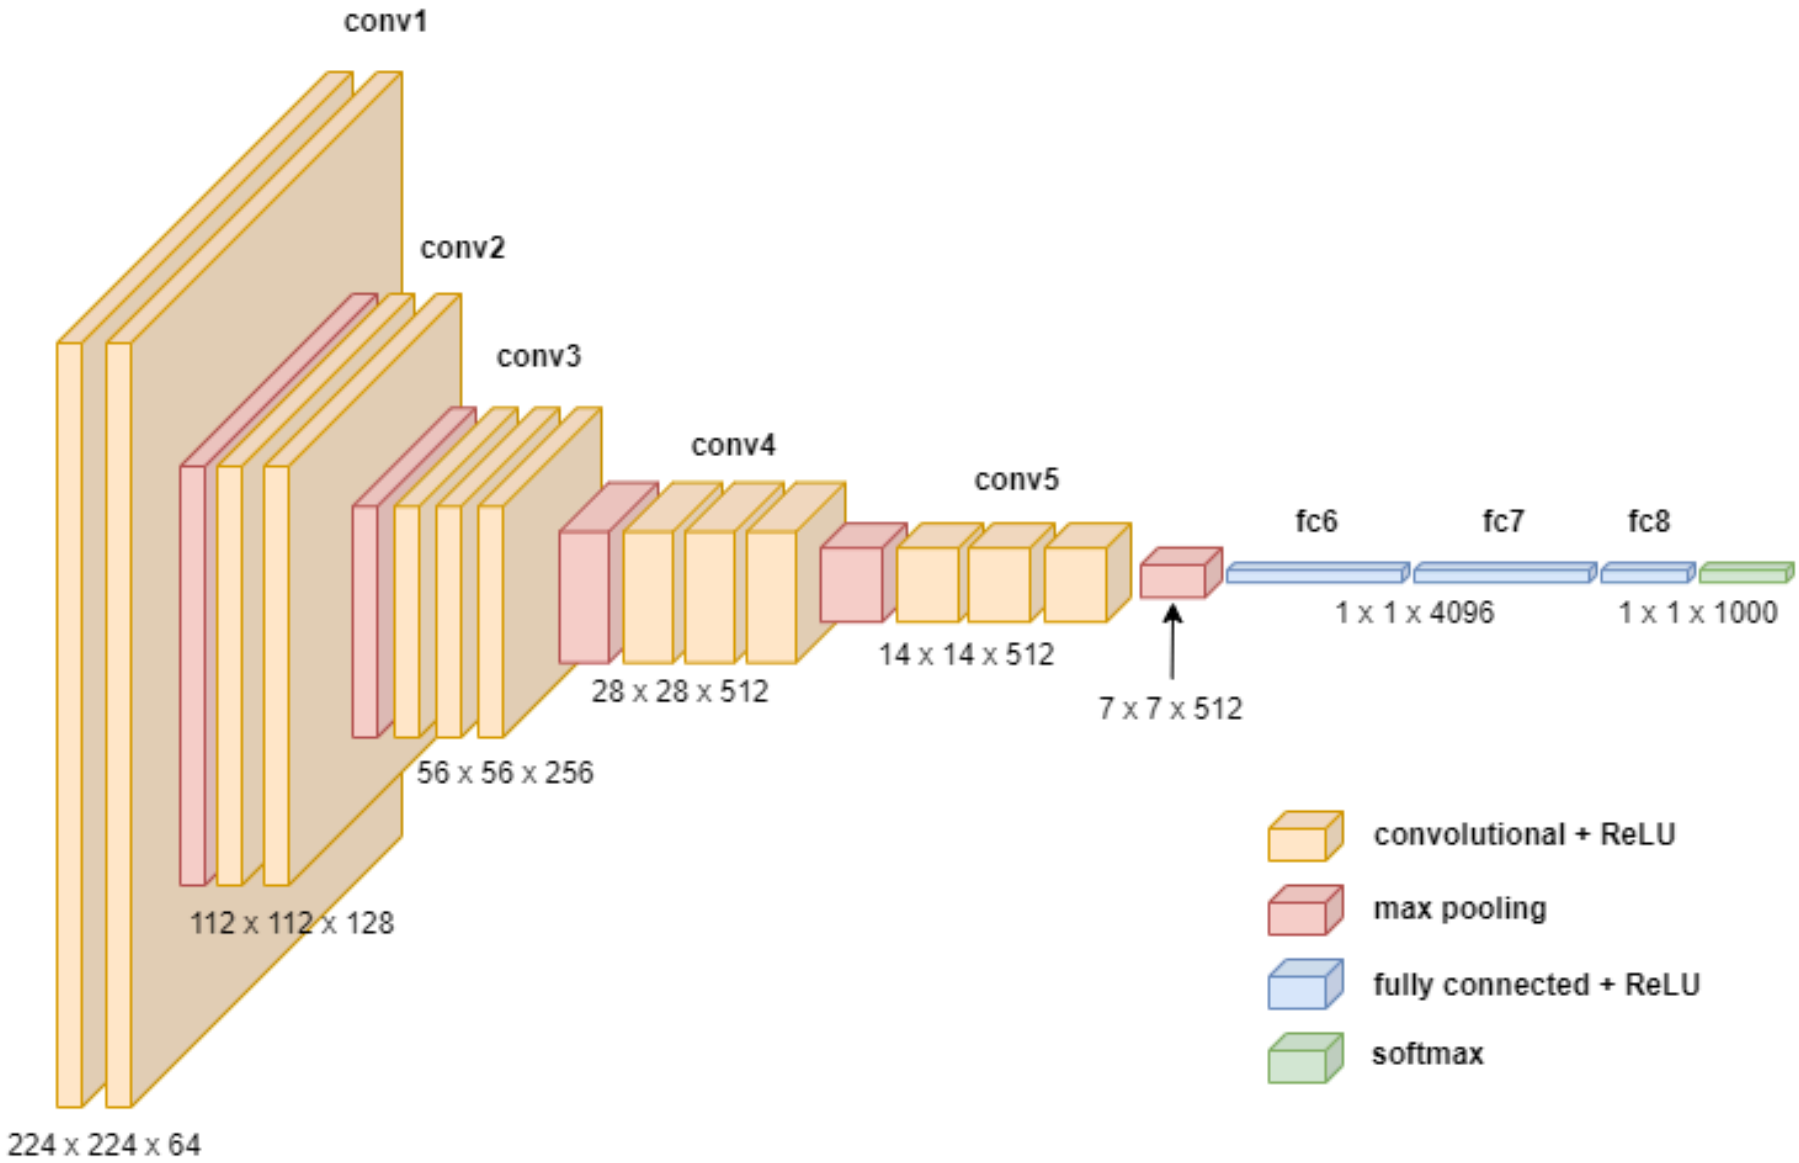 conv1
conv2
conv3
conv4
conv5
fc6
fc7
fc8
224 x 224 x 64
112 x 112 x 128
56 x 56 x 256
28 x 28 x 512
14 x 14 x 512
7 x 7 x 512
1 x 1 x 4096
1 x 1 x 1000
convolutional + ReLU
max pooling
fully connected + ReLU
softmax